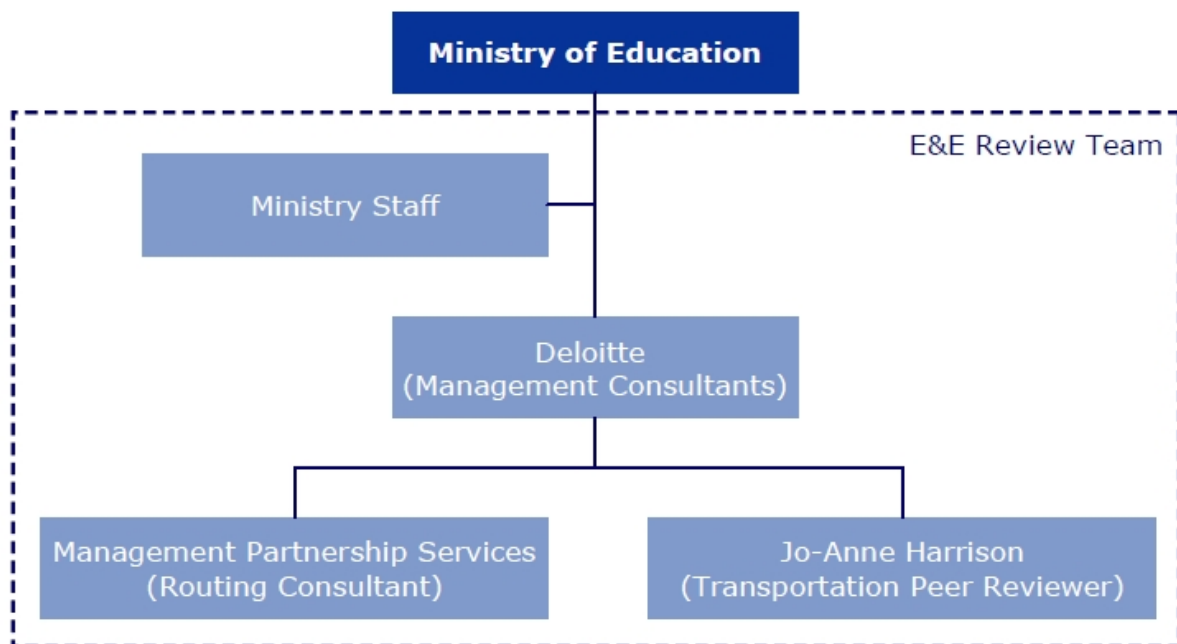 Ministry of Education
E&E Review Team
Ministry Staff
Deloitte
(Management Consultants)
Management Partnership Services
(Routing Consultant)
Jo-Anne Harrison
(Transportation Peer Reviewer)